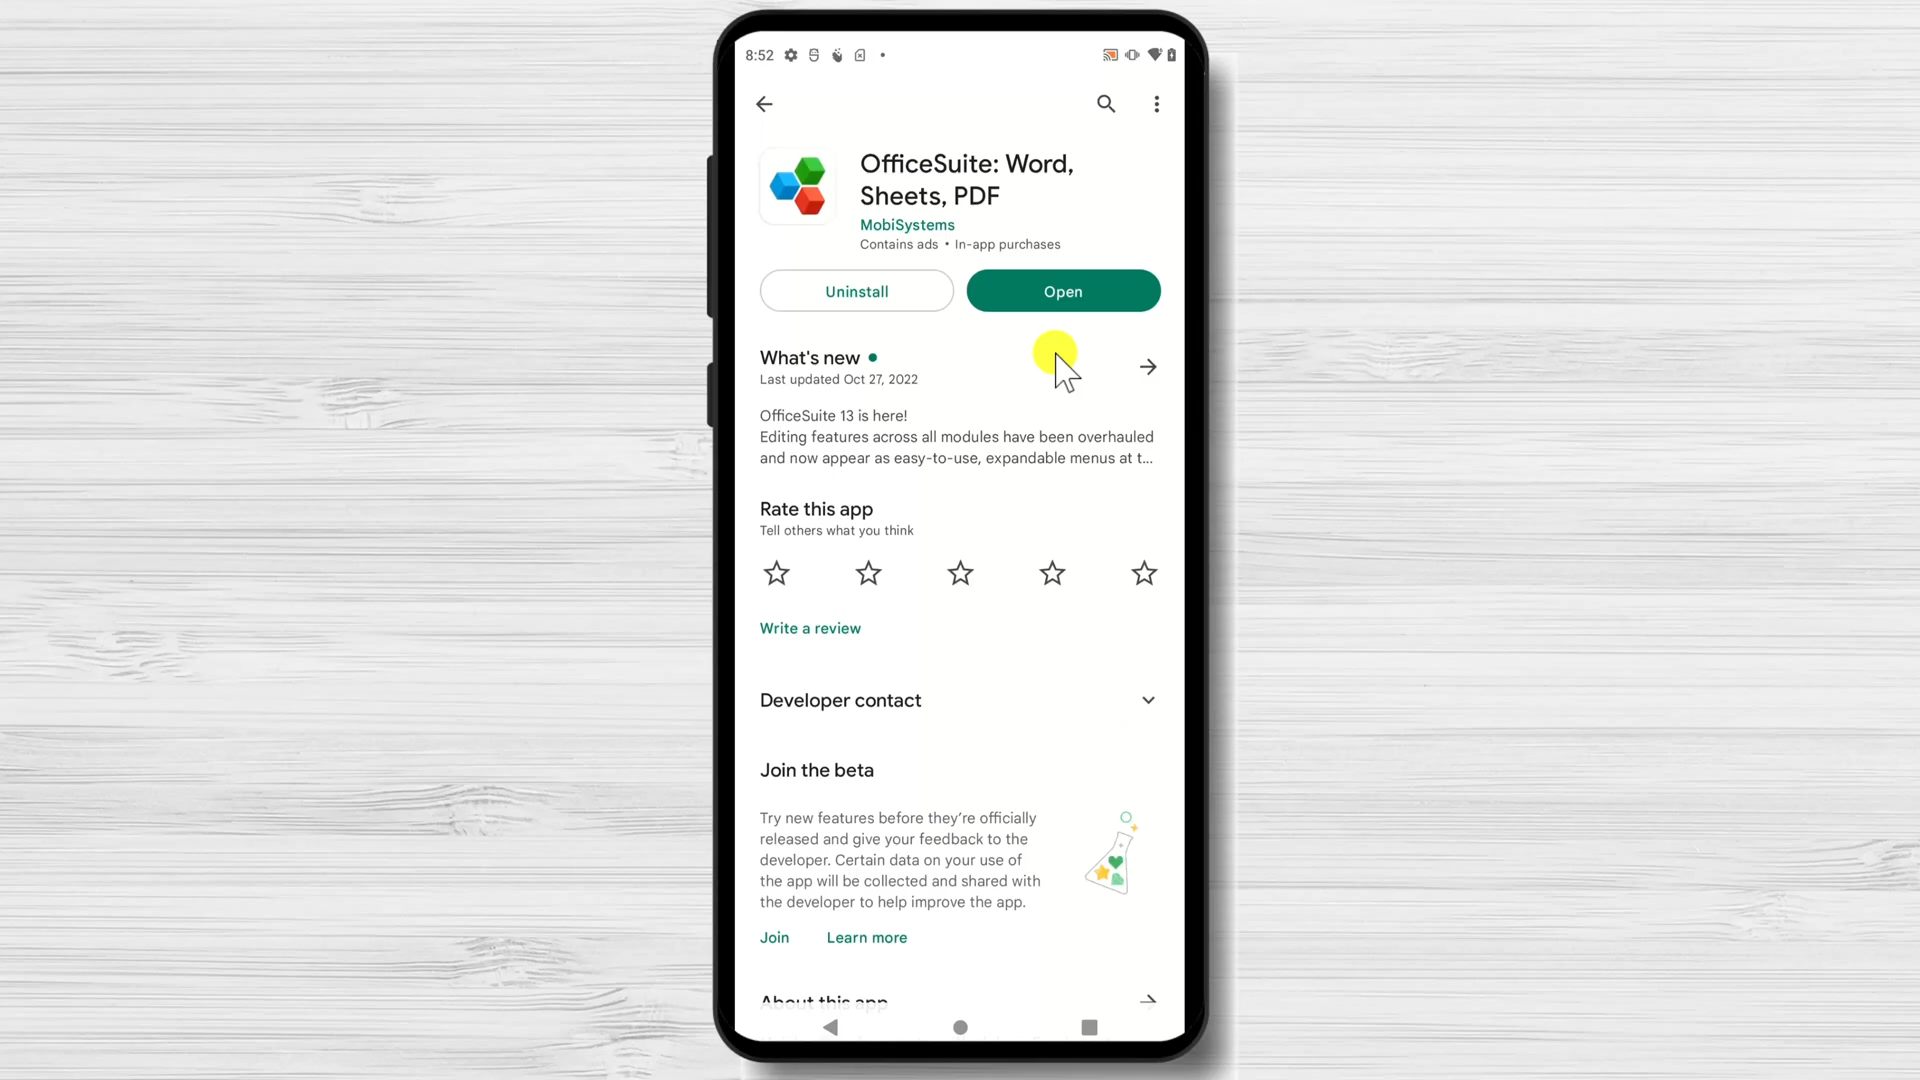 8:52
OfficeSuite: Word,
Sheets, PDF
MobiSystems
Contains ads • In-app purchases
Uninstall
Open
What's new
Last updated Oct 27, 2022
OfficeSuite 13 is here!
Editing features across all modules have been overhauled
and now appear as easy-to-use, expandable menus at t...
Rate this app
Tell others what you think
Write a review
Developer contact
Join the beta
Try new features before they're officially
released and give your feedback to the
developer. Certain data on your use of
the app will be collected and shared with
the developer to help improve the app.
Join
Learn more
About this app